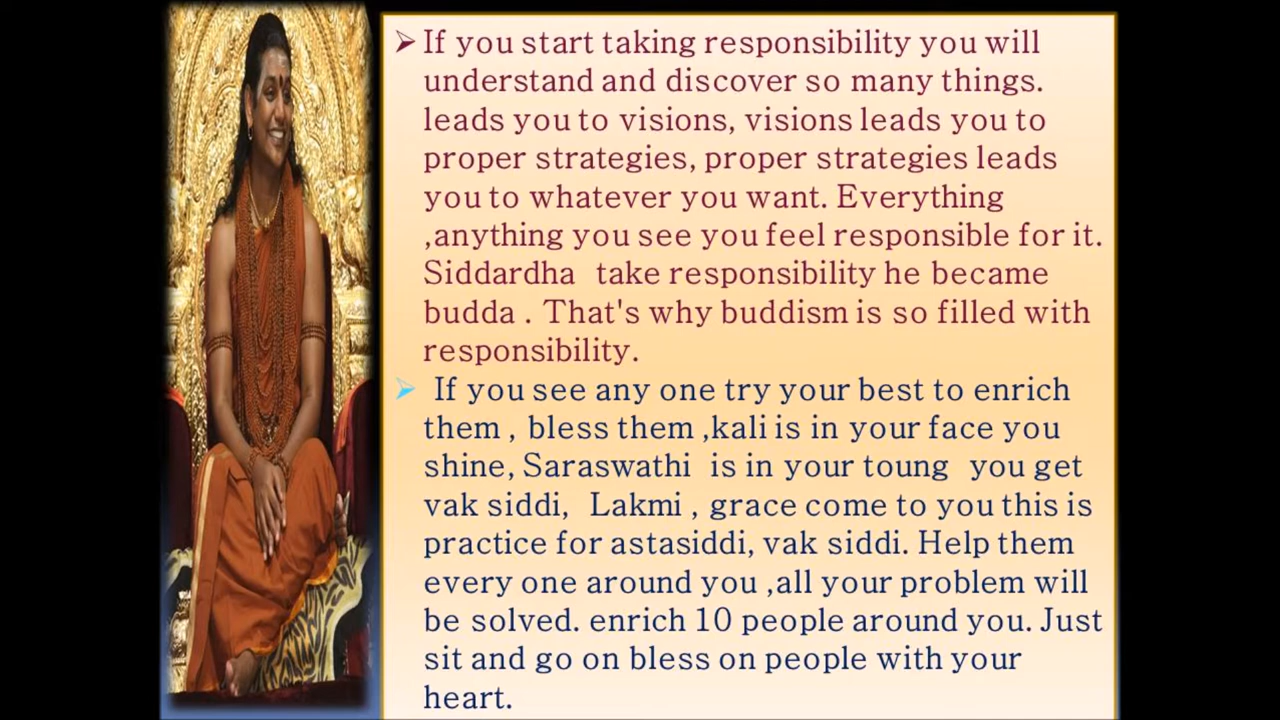 If you start taking responsibility you will
understand and discover so many things.
leads you to visions, visions leads you to
proper strategies, proper strategies leads
you to whatever you want. Everything
,anything you see you feel responsible for it.
Siddardha take responsibility he became
budda . That's why buddism is so filled with
responsibility.
If you see any one try your best to enrich
them , bless them ,kali is in your face you
shine, Saraswathi is in your toung you get
vak siddi, Lakmi , grace come to you this is
practice for astasiddi, vak siddi. Help them
every one around you ,all your problem will
be solved. enrich 10 people around you. Just
sit and go on bless on people with your
heart.